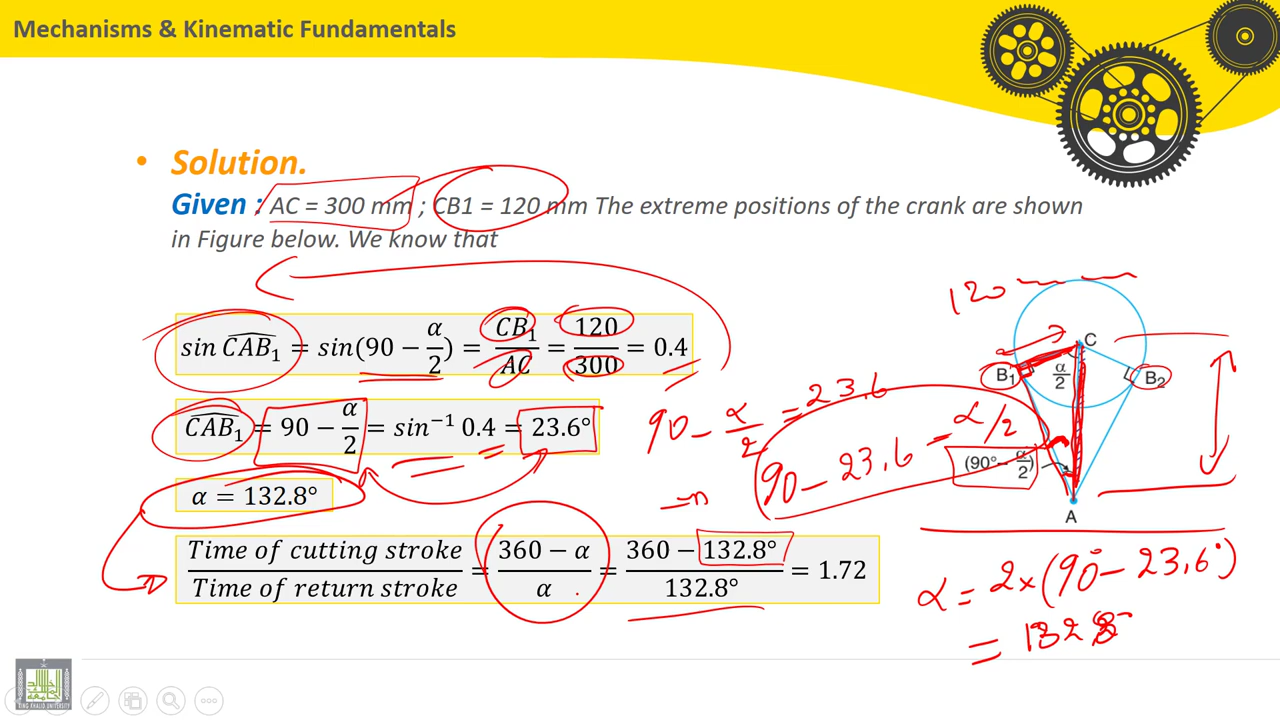 Mechanisms & Kinematic Fundamentals
• Solution.
Given : AC = 300 mm ; CB1 = 120 mm The extreme positions of the crank are shown
in Figure below. We know that
sin CAB₁ = sin(90 − α/2) = CB₁/AC = 120/300 = 0.4
CAB₁ = 90 − α/2 = sin⁻¹ 0.4 = 23.6°
α = 132.8°
Time of cutting stroke / Time of return stroke = 360 − α / α = 360 − 132.8° / 132.8° = 1.72
120
C
B₁
α/2
B₂
(90° − α/2)
A
90 − α/2 = 23.6
90 − 23.6 = α/2
α = 2×(90° − 23.6°)
=
KING KHALID UNIVERSITY